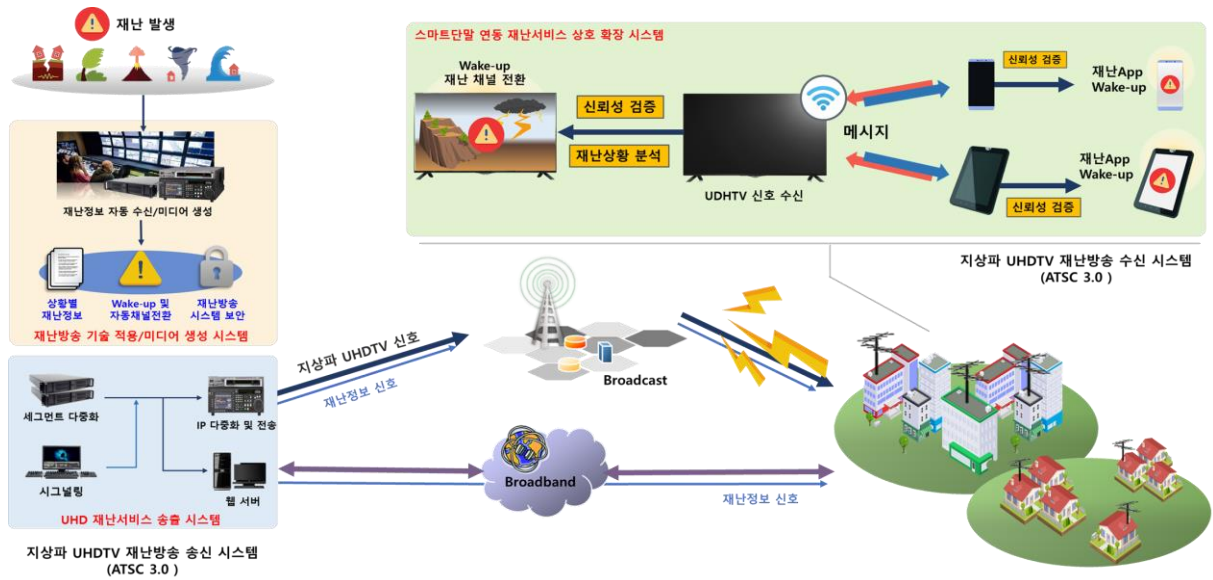 재난 발생
재난정보 자동 수신/미디어 생성
상황별
재난정보
Wake-up 및
자동채널전환
재난방송
시스템 보안
재난방송 기술 적용/미디어 생성 시스템
세그먼트 다중화
IP 다중화 및 전송
시그널링
웹 서버
UHD 재난서비스 송출 시스템
지상파 UHDTV 재난방송 송신 시스템
(ATSC 3.0 )
지상파 UHDTV 신호
재난정보 신호
Broadcast
Broadband
재난정보 신호
스마트단말 연동 재난서비스 상호 확장 시스템
Wake-up
재난 채널 전환
신뢰성 검증
재난상황 분석
UDHTV 신호 수신
메시지
신뢰성 검증
재난App
Wake-up
신뢰성 검증
재난App
Wake-up
지상파 UHDTV 재난방송 수신 시스템
(ATSC 3.0 )